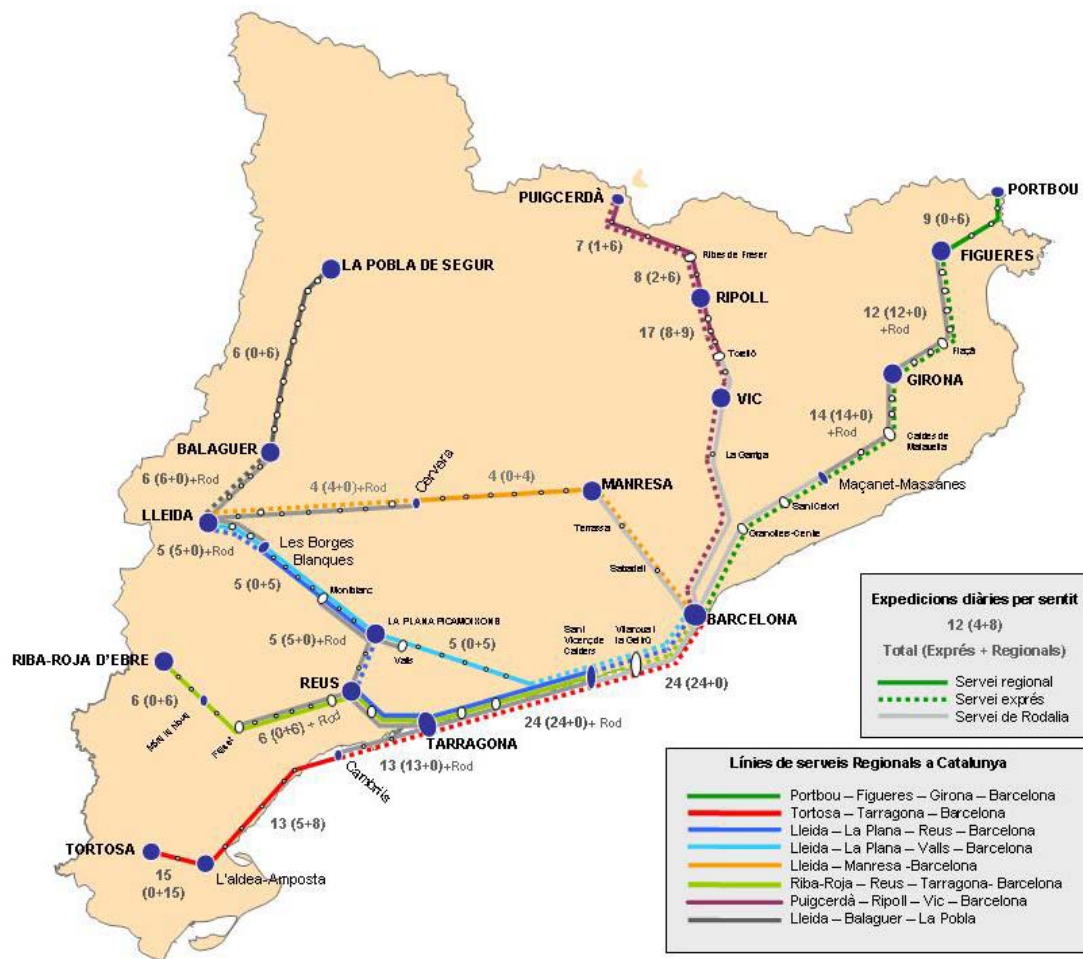 PUIGCERDÀ
PORTBOU
9 (0+6)
7 (1+6)
Ribes de Freser
FIGUERES
LA POBLA DE SEGUR
8 (2+6)
RIPOLL
12 (12+0)
+Rod
17 (8+9)
Flaçà
6 (0+6)
Torelló
GIRONA
VIC
14 (14+0)
+Rod
Caldes de
Malavella
BALAGUER
La Garriga
Cervera
6 (6+0)+Rod
4 (4+0)+Rod
4 (0+4)
MANRESA
Maçanet-Massanes
Sant Celoni
LLEIDA
Terrassa
Granollers-Centre
5 (5+0)+Rod
Les Borges
Blanques
Sabadell
5 (0+5)
Montblanc
BARCELONA
LA PLANA PICAMOIXONS
5 (5+0)+Rod
5 (0+5)
Valls
Sant
Vicenç de
Calders
Vilanova i
la Geltrú
RIBA-ROJA D'EBRE
REUS
24 (24+0)
6 (0+6)
6 (0+6) + Rod
24 (24+0)+ Rod
Móra la Nova
Falset
TARRAGONA
13 (13+0)+Rod
Cambrils
13 (5+8)
TORTOSA
L'aldea-Amposta
15
(0+15)
Expedicions diàries per sentit
12 (4+8)
Total (Exprés + Regionals)
Servei regional
Servei exprés
Servei de Rodalia
Línies de serveis Regionals a Catalunya
Portbou – Figueres – Girona – Barcelona
Tortosa – Tarragona – Barcelona
Lleida – La Plana – Reus – Barcelona
Lleida – La Plana – Valls – Barcelona
Lleida – Manresa -Barcelona
Riba-Roja – Reus – Tarragona- Barcelona
Puigcerdà – Ripoll – Vic – Barcelona
Lleida – Balaguer – La Pobla